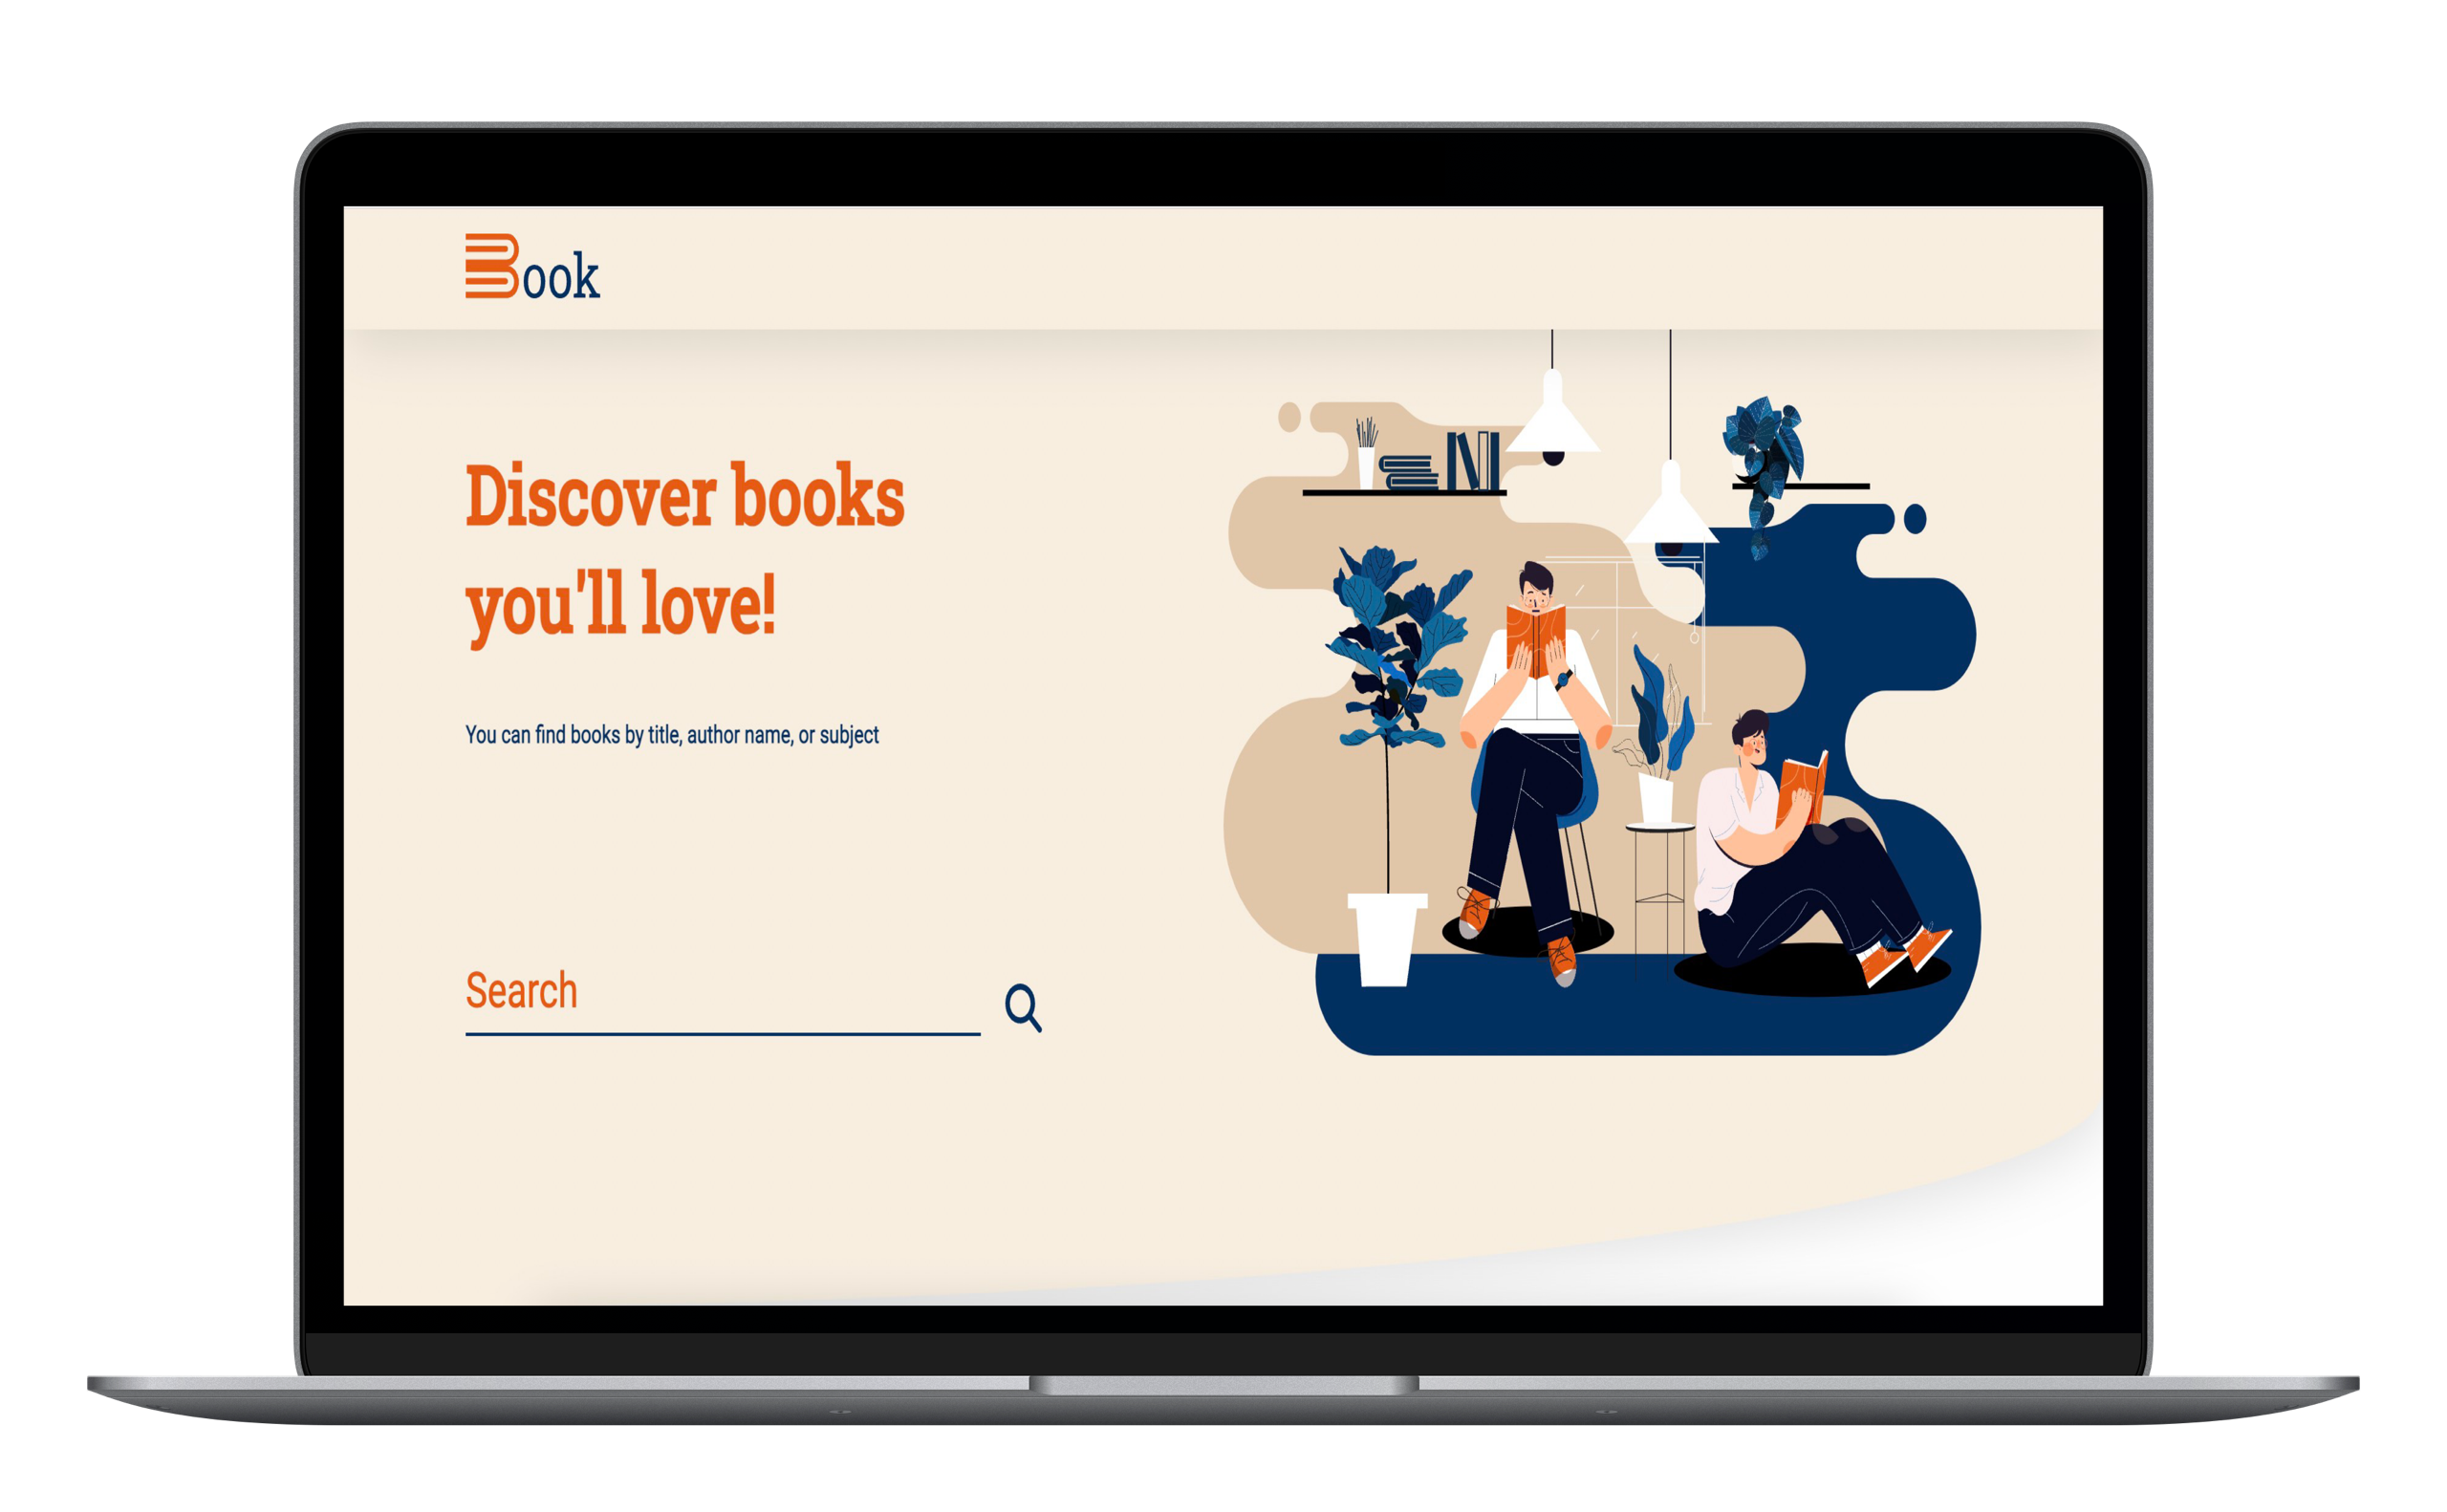 Book
Discover books
you'll love!
You can find books by title, author name, or subject
Search